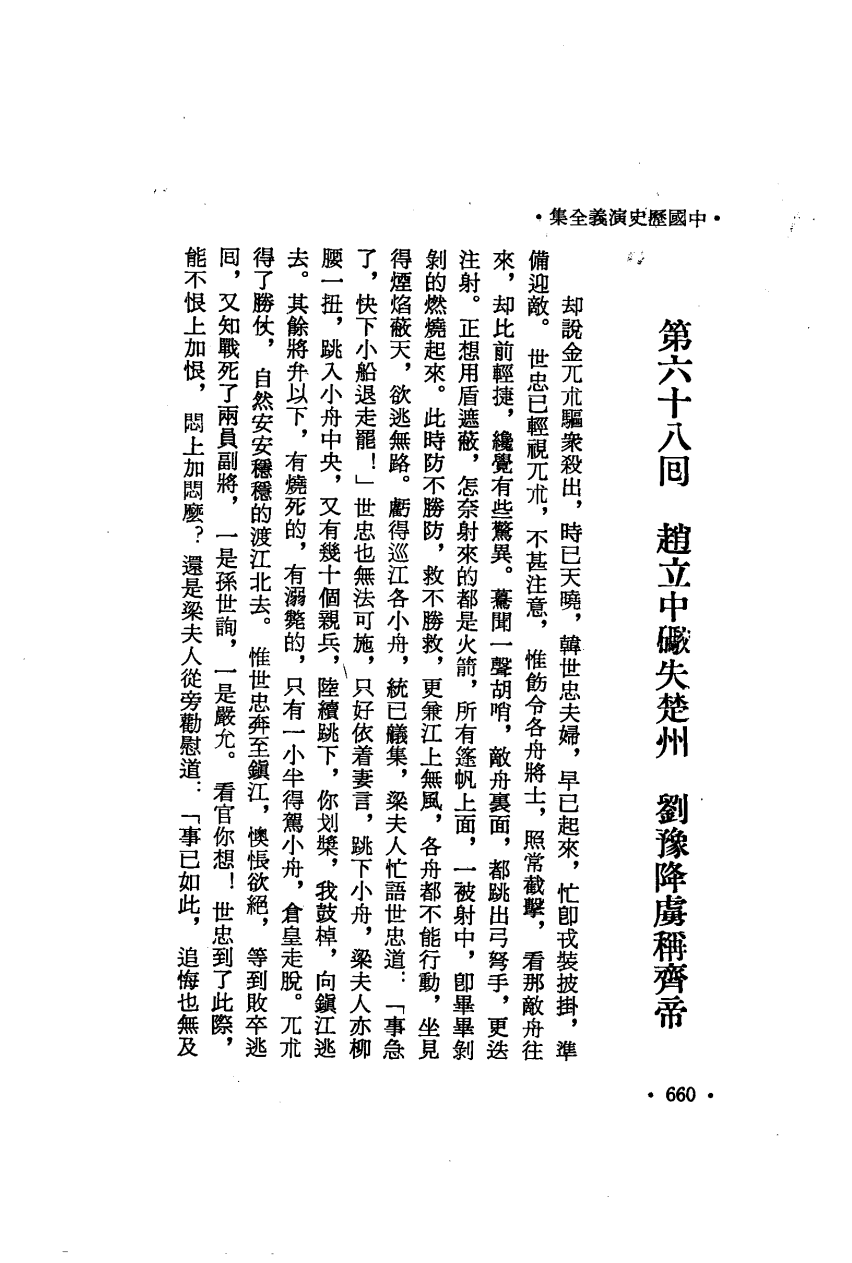 •集全義演史歷國中•
第六十八回　趙立中礮失楚州　劉豫降虜稱齊帝
却說金兀朮驅衆殺出，時已天曉，韓世忠夫婦，早已起來，忙卽戎裝披掛，準
備迎敵。世忠已輕視兀朮，不甚注意，惟飭令各舟將士，照常截擊，看那敵舟往
來，却比前輕捷，纔覺有些驚異。驀聞一聲胡哨，敵舟裏面，都跳出弓弩手，更迭
注射。正想用盾遮蔽，怎奈射來的都是火箭，所有篷帆上面，一被射中，卽畢畢剝
剝的燃燒起來。此時防不勝防，救不勝救，更兼江上無風，各舟都不能行動，坐見
得煙焰蔽天，欲逃無路。虧得巡江各小舟，統已艤集，梁夫人忙語世忠道：「事急
了，快下小船退走罷！」世忠也無法可施，只好依着妻言，跳下小舟，梁夫人亦柳
腰一扭，跳入小舟中央，又有幾十個親兵，陸續跳下，你划槳，我鼓棹，向鎭江逃
去。其餘將弁以下，有燒死的，有溺斃的，只有一小半得駕小舟，倉皇走脫。兀朮
得了勝仗，自然安安穩穩的渡江北去。惟世忠奔至鎭江，懊悵欲絕，等到敗卒逃
囘，又知戰死了兩員副將，一是孫世詢，一是嚴允。看官你想！世忠到了此際，
能不恨上加恨，悶上加悶麼？還是梁夫人從旁勸慰道：「事已如此，追悔也無及
• 660 •